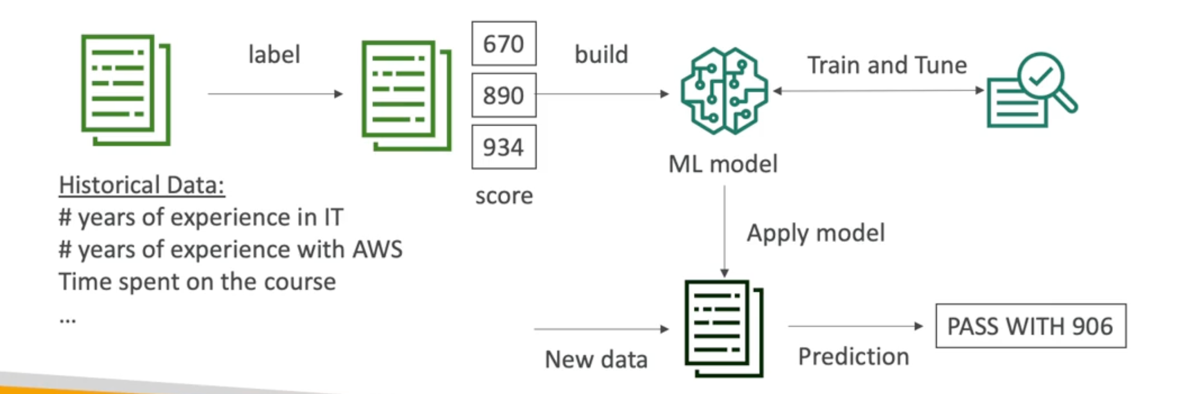 label
670
890
934
score
build
ML model
Train and Tune
Historical Data:
# years of experience in IT
# years of experience with AWS
Time spent on the course
...
Apply model
New data
Prediction
PASS WITH 906